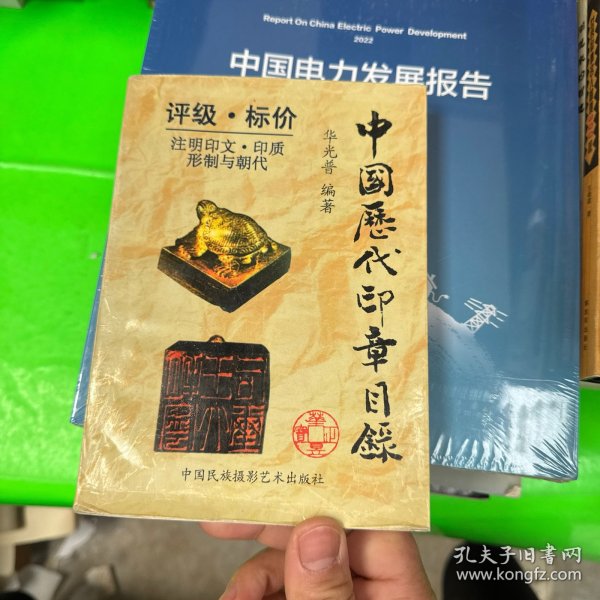 Report On China Electric Power Development
2022
中国电力发展报告
评级·标价
注明印文·印质
形制与朝代
华光普 编著
中國歷代印章目錄
中国民族摄影艺术出版社
孔夫子旧书网
www.kongfz.com